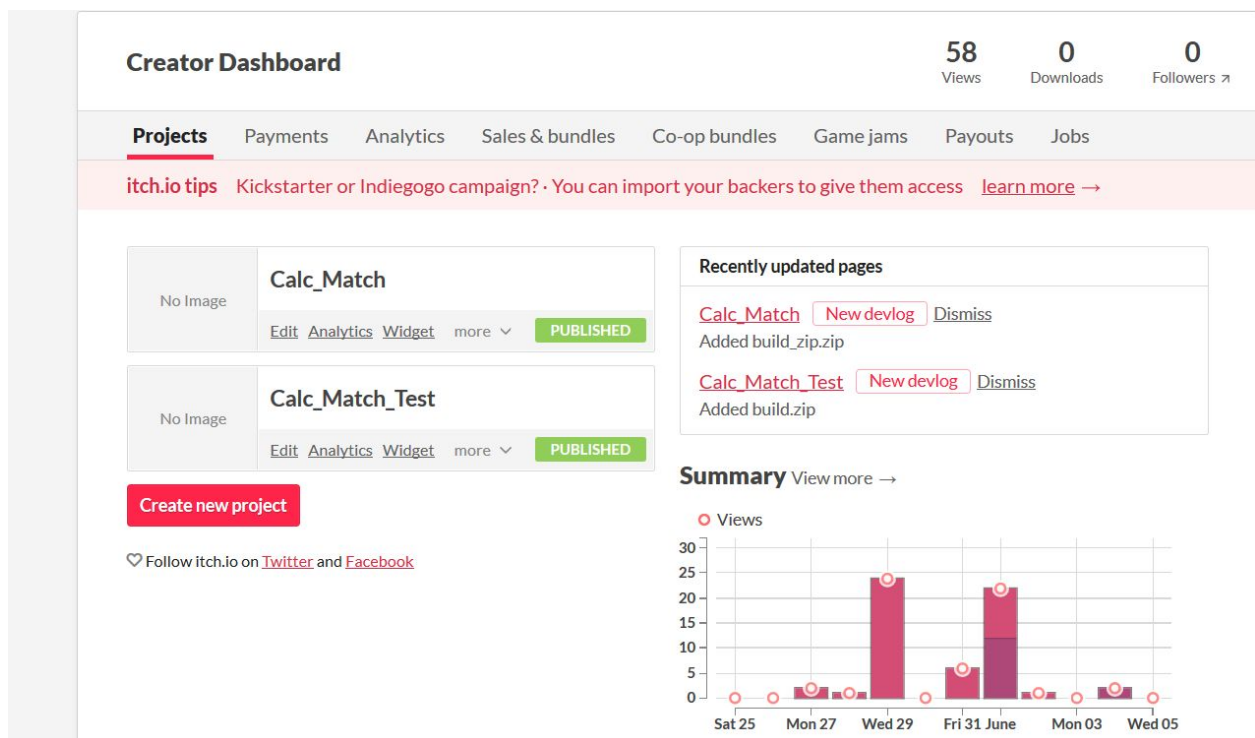 Creator Dashboard
58 Views
0 Downloads
0 Followers ↗
Projects Payments Analytics Sales & bundles Co-op bundles Game jams Payouts Jobs
itch.io tips Kickstarter or Indiegogo campaign? · You can import your backers to give them access learn more →
No Image
Calc_Match
Edit Analytics Widget more PUBLISHED
No Image
Calc_Match_Test
Edit Analytics Widget more PUBLISHED
Create new project
Follow itch.io on Twitter and Facebook
Recently updated pages
Calc_Match New devlog Dismiss
Added build_zip.zip
Calc_Match_Test New devlog Dismiss
Added build.zip
Summary View more →
Views
30
25
20
15
10
5
0
Sat 25 Mon 27 Wed 29 Fri 31 June Mon 03 Wed 05